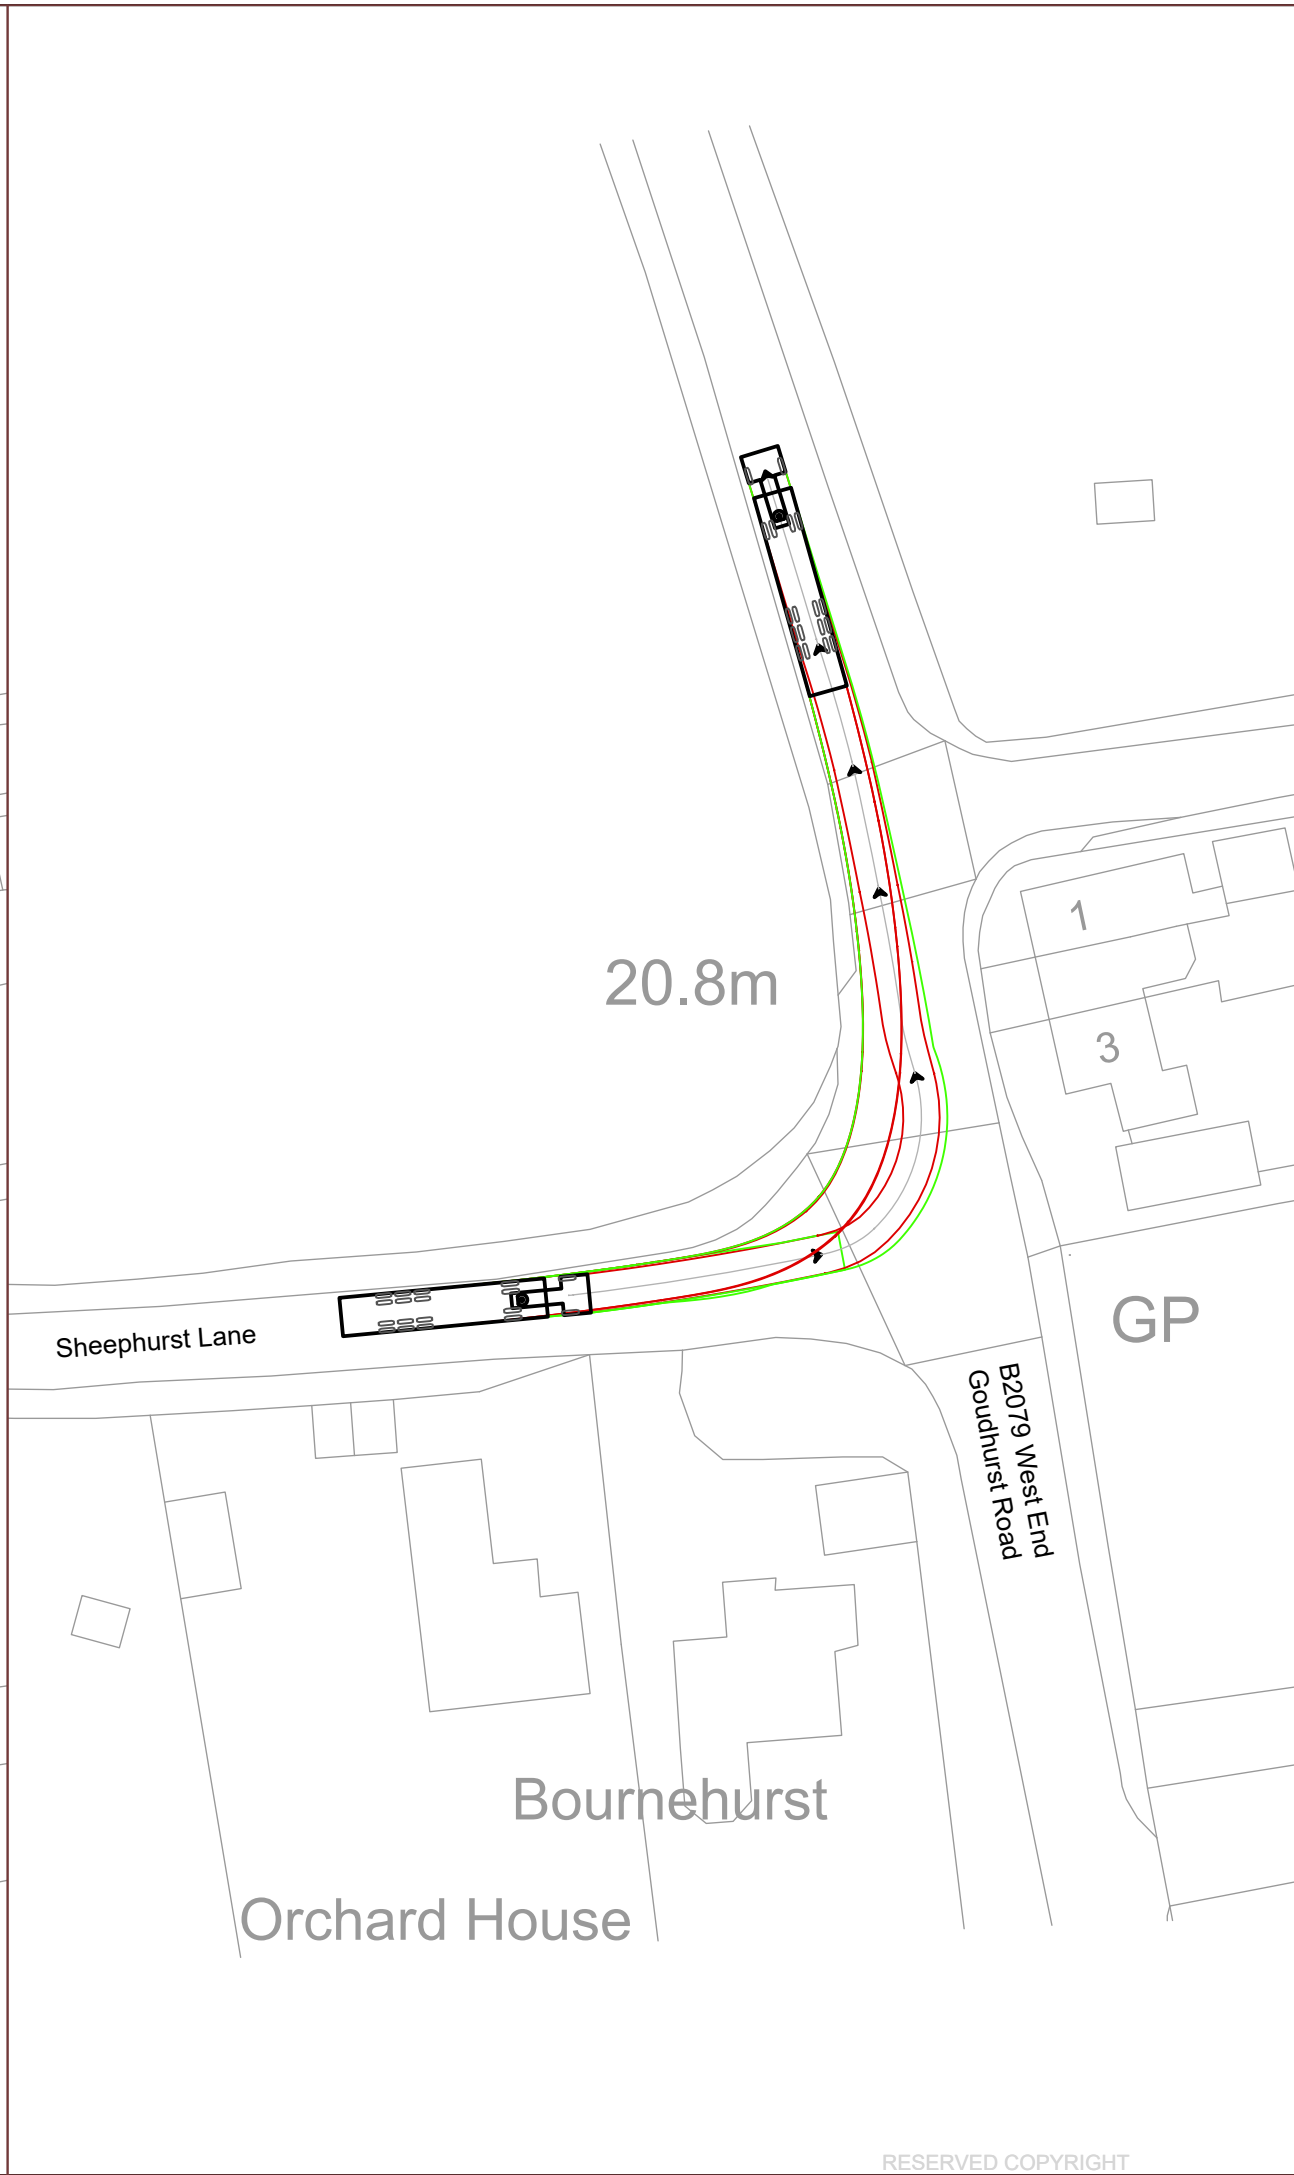 1
20.8m
3
GP
Sheephurst Lane
B2079 West End
Goudhurst Road
Bournehurst
Orchard House
RESERVED COPYRIGHT